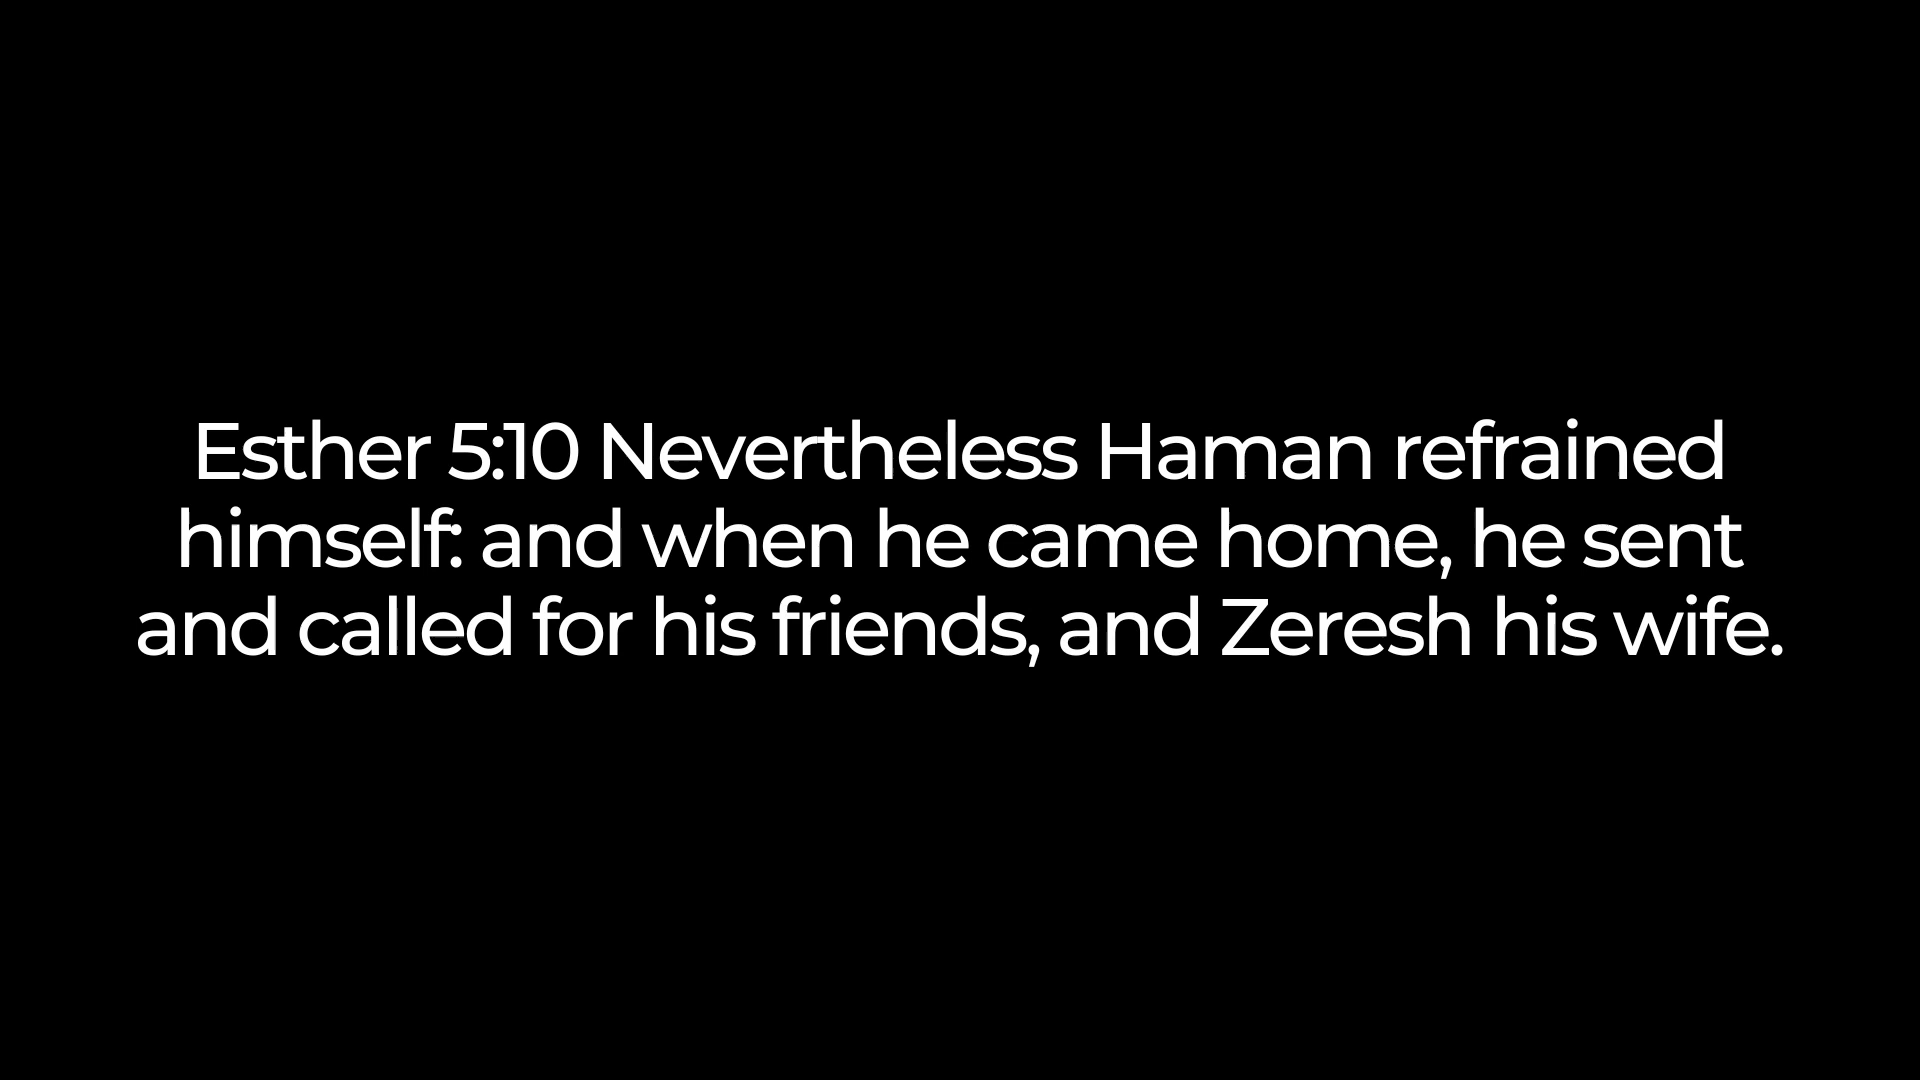 Esther 5:10 Nevertheless Haman refrained
himself: and when he came home, he sent
and called for his friends, and Zeresh his wife.